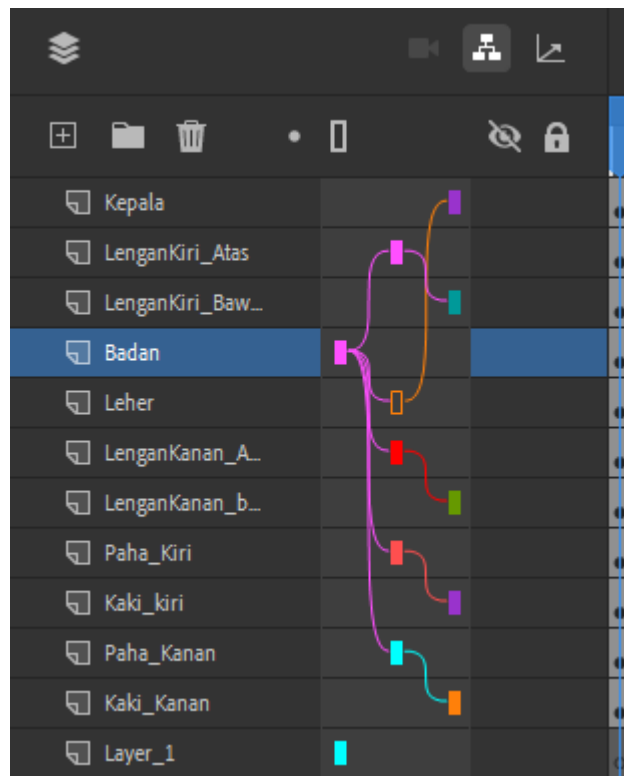 Kepala
LenganKiri_Atas
LenganKiri_Baw...
Badan
Leher
LenganKanan_A...
LenganKanan_b...
Paha_Kiri
Kaki_kiri
Paha_Kanan
Kaki_Kanan
Layer_1